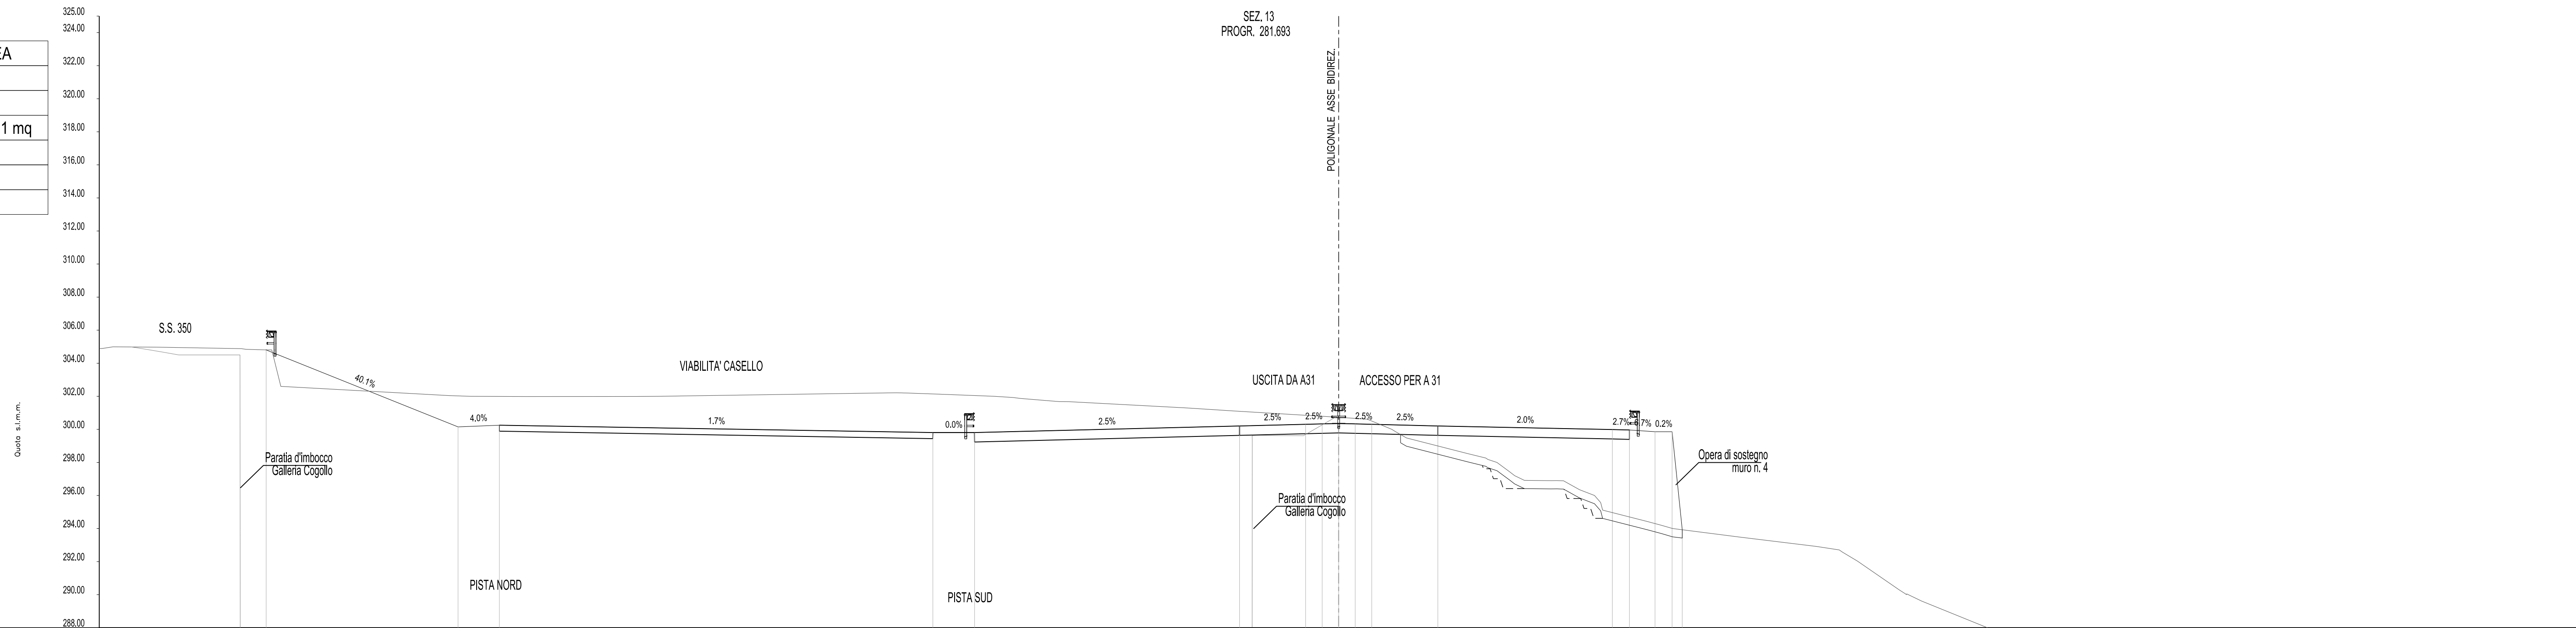 SEZ. 13
PROGR. 281.693
POLIGONALE ASSE BIDIREZ.
EA
1 mq
325.00
324.00
322.00
320.00
318.00
316.00
314.00
312.00
310.00
308.00
306.00
304.00
302.00
300.00
298.00
296.00
294.00
292.00
290.00
288.00
Quota s.l.m.m.
S.S. 350
VIABILITA' CASELLO
USCITA DA A31
ACCESSO PER A 31
40.1%
4.0%
1.7%
0.0%
2.5%
2.5%
2.5%
2.5%
2.5%
2.0%
2.7%
0.2%
Paratia d'imbocco
Galleria Cogollo
Paratia d'imbocco
Galleria Cogollo
Opera di sostegno
muro n. 4
PISTA NORD
PISTA SUD